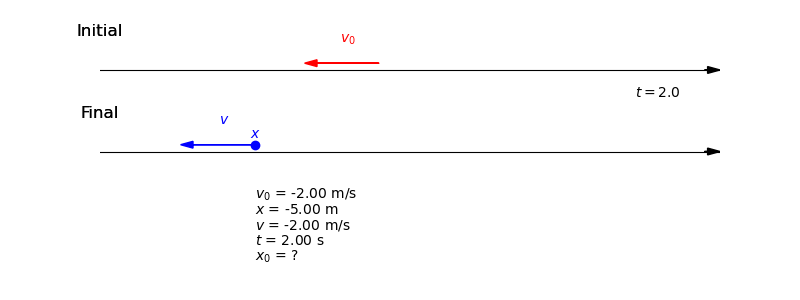 Initial
v₀
t = 2.0
Final
v
x
v₀ = -2.00 m/s
x = -5.00 m
v = -2.00 m/s
t = 2.00 s
x₀ = ?